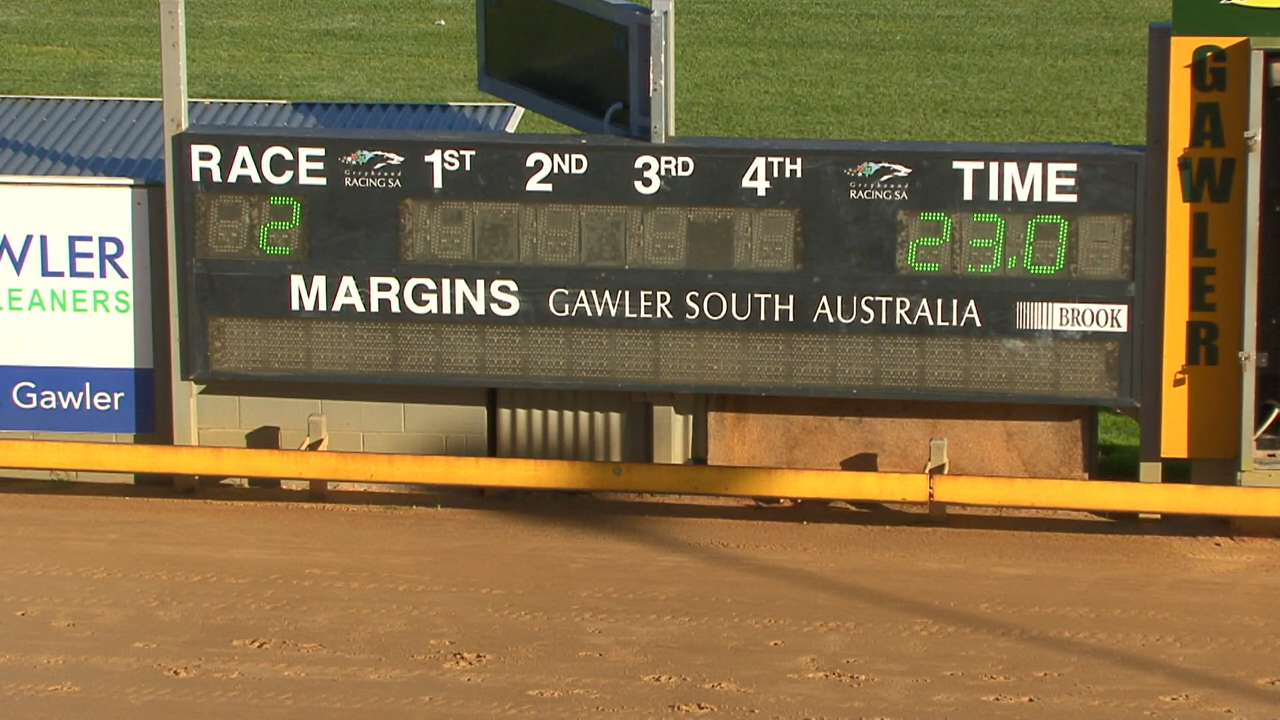 RACE
Greyhound
RACING SA
1ST 2ND 3RD 4TH
Greyhound
RACING SA
TIME
2
23.0
MARGINS GAWLER SOUTH AUSTRALIA BROOK
WLER
LEANERS
Gawler
GAWLER